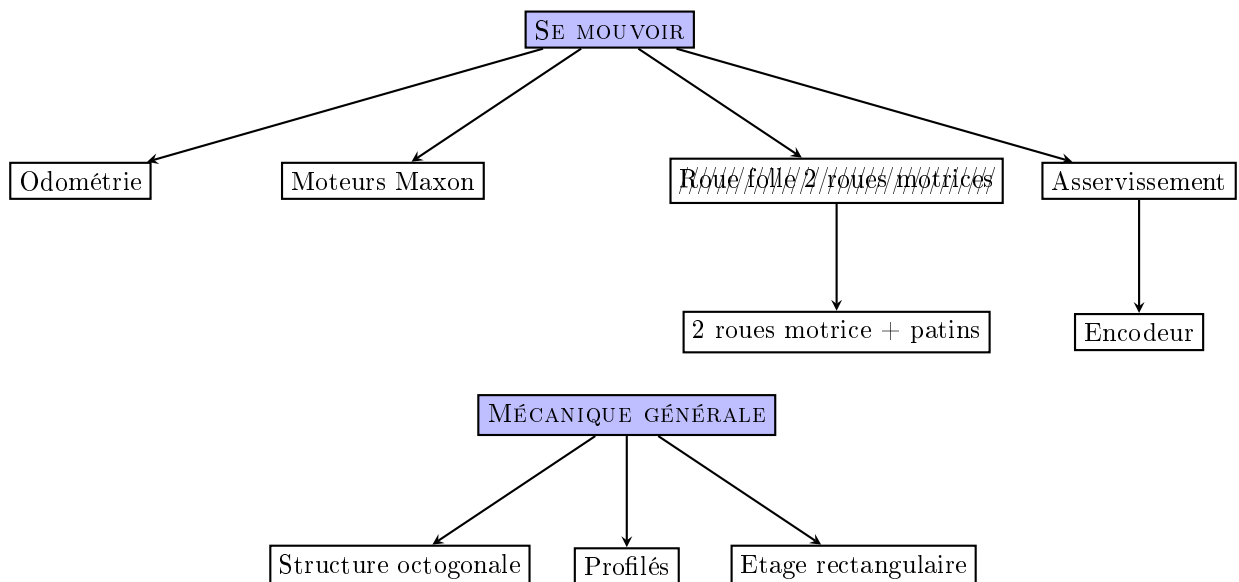 SE MOUVOIR
Odométrie
Moteurs Maxon
Roue folle 2 roues motrices
Asservissement
2 roues motrice + patins
Encodeur
MÉCANIQUE GÉNÉRALE
Structure octogonale
Profilés
Etage rectangulaire